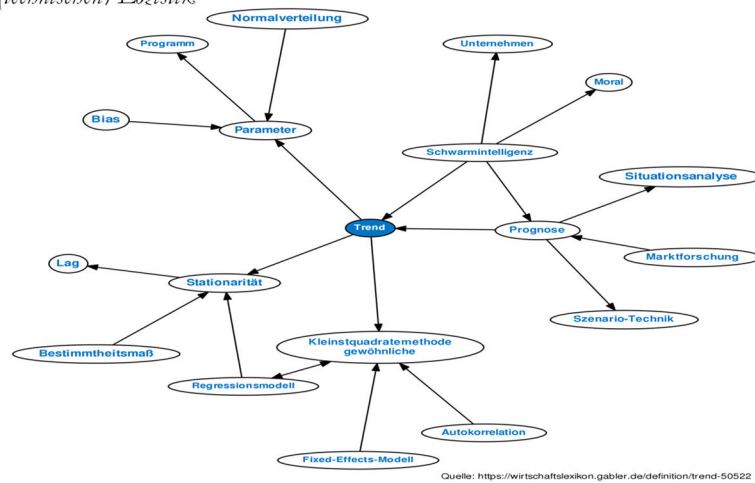 Normalverteilung
Programm
Unternehmen
Moral
Bias
Parameter
Schwarmintelligenz
Situationsanalyse
Trend
Prognose
Marktforschung
Lag
Stationarität
Szenario-Technik
Kleinstquadratemethode
gewöhnliche
Bestimmtheitsmaß
Regressionsmodell
Autokorrelation
Fixed-Effects-Modell
Quelle: https://wirtschaftslexikon.gabler.de/definition/trend-50522